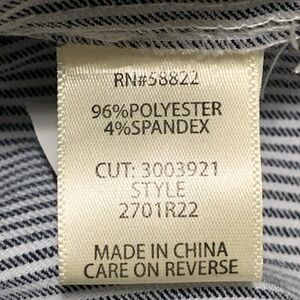 RN#58822
96%POLYESTER
4%SPANDEX
CUT: 3003921
STYLE
2701R22
MADE IN CHINA
CARE ON REVERSE